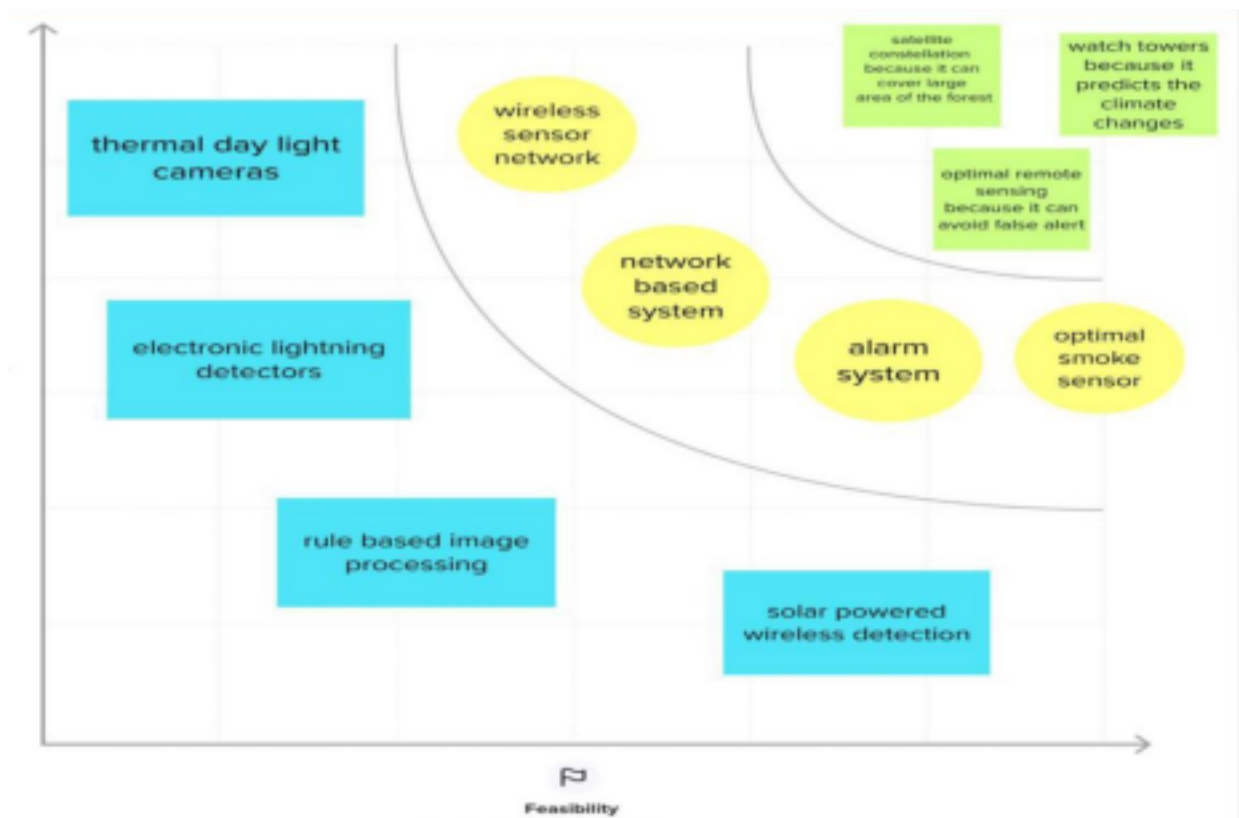 satellite
constellation
because it can
cover large
area of the forest
watch towers
because it
predicts the
climate
changes
thermal day light
cameras
wireless
sensor
network
optimal remote
sensing
because it can
avoid false alert
network
based
system
electronic lightning
detectors
alarm
system
optimal
smoke
sensor
rule based image
processing
solar powered
wireless detection
Feasibility